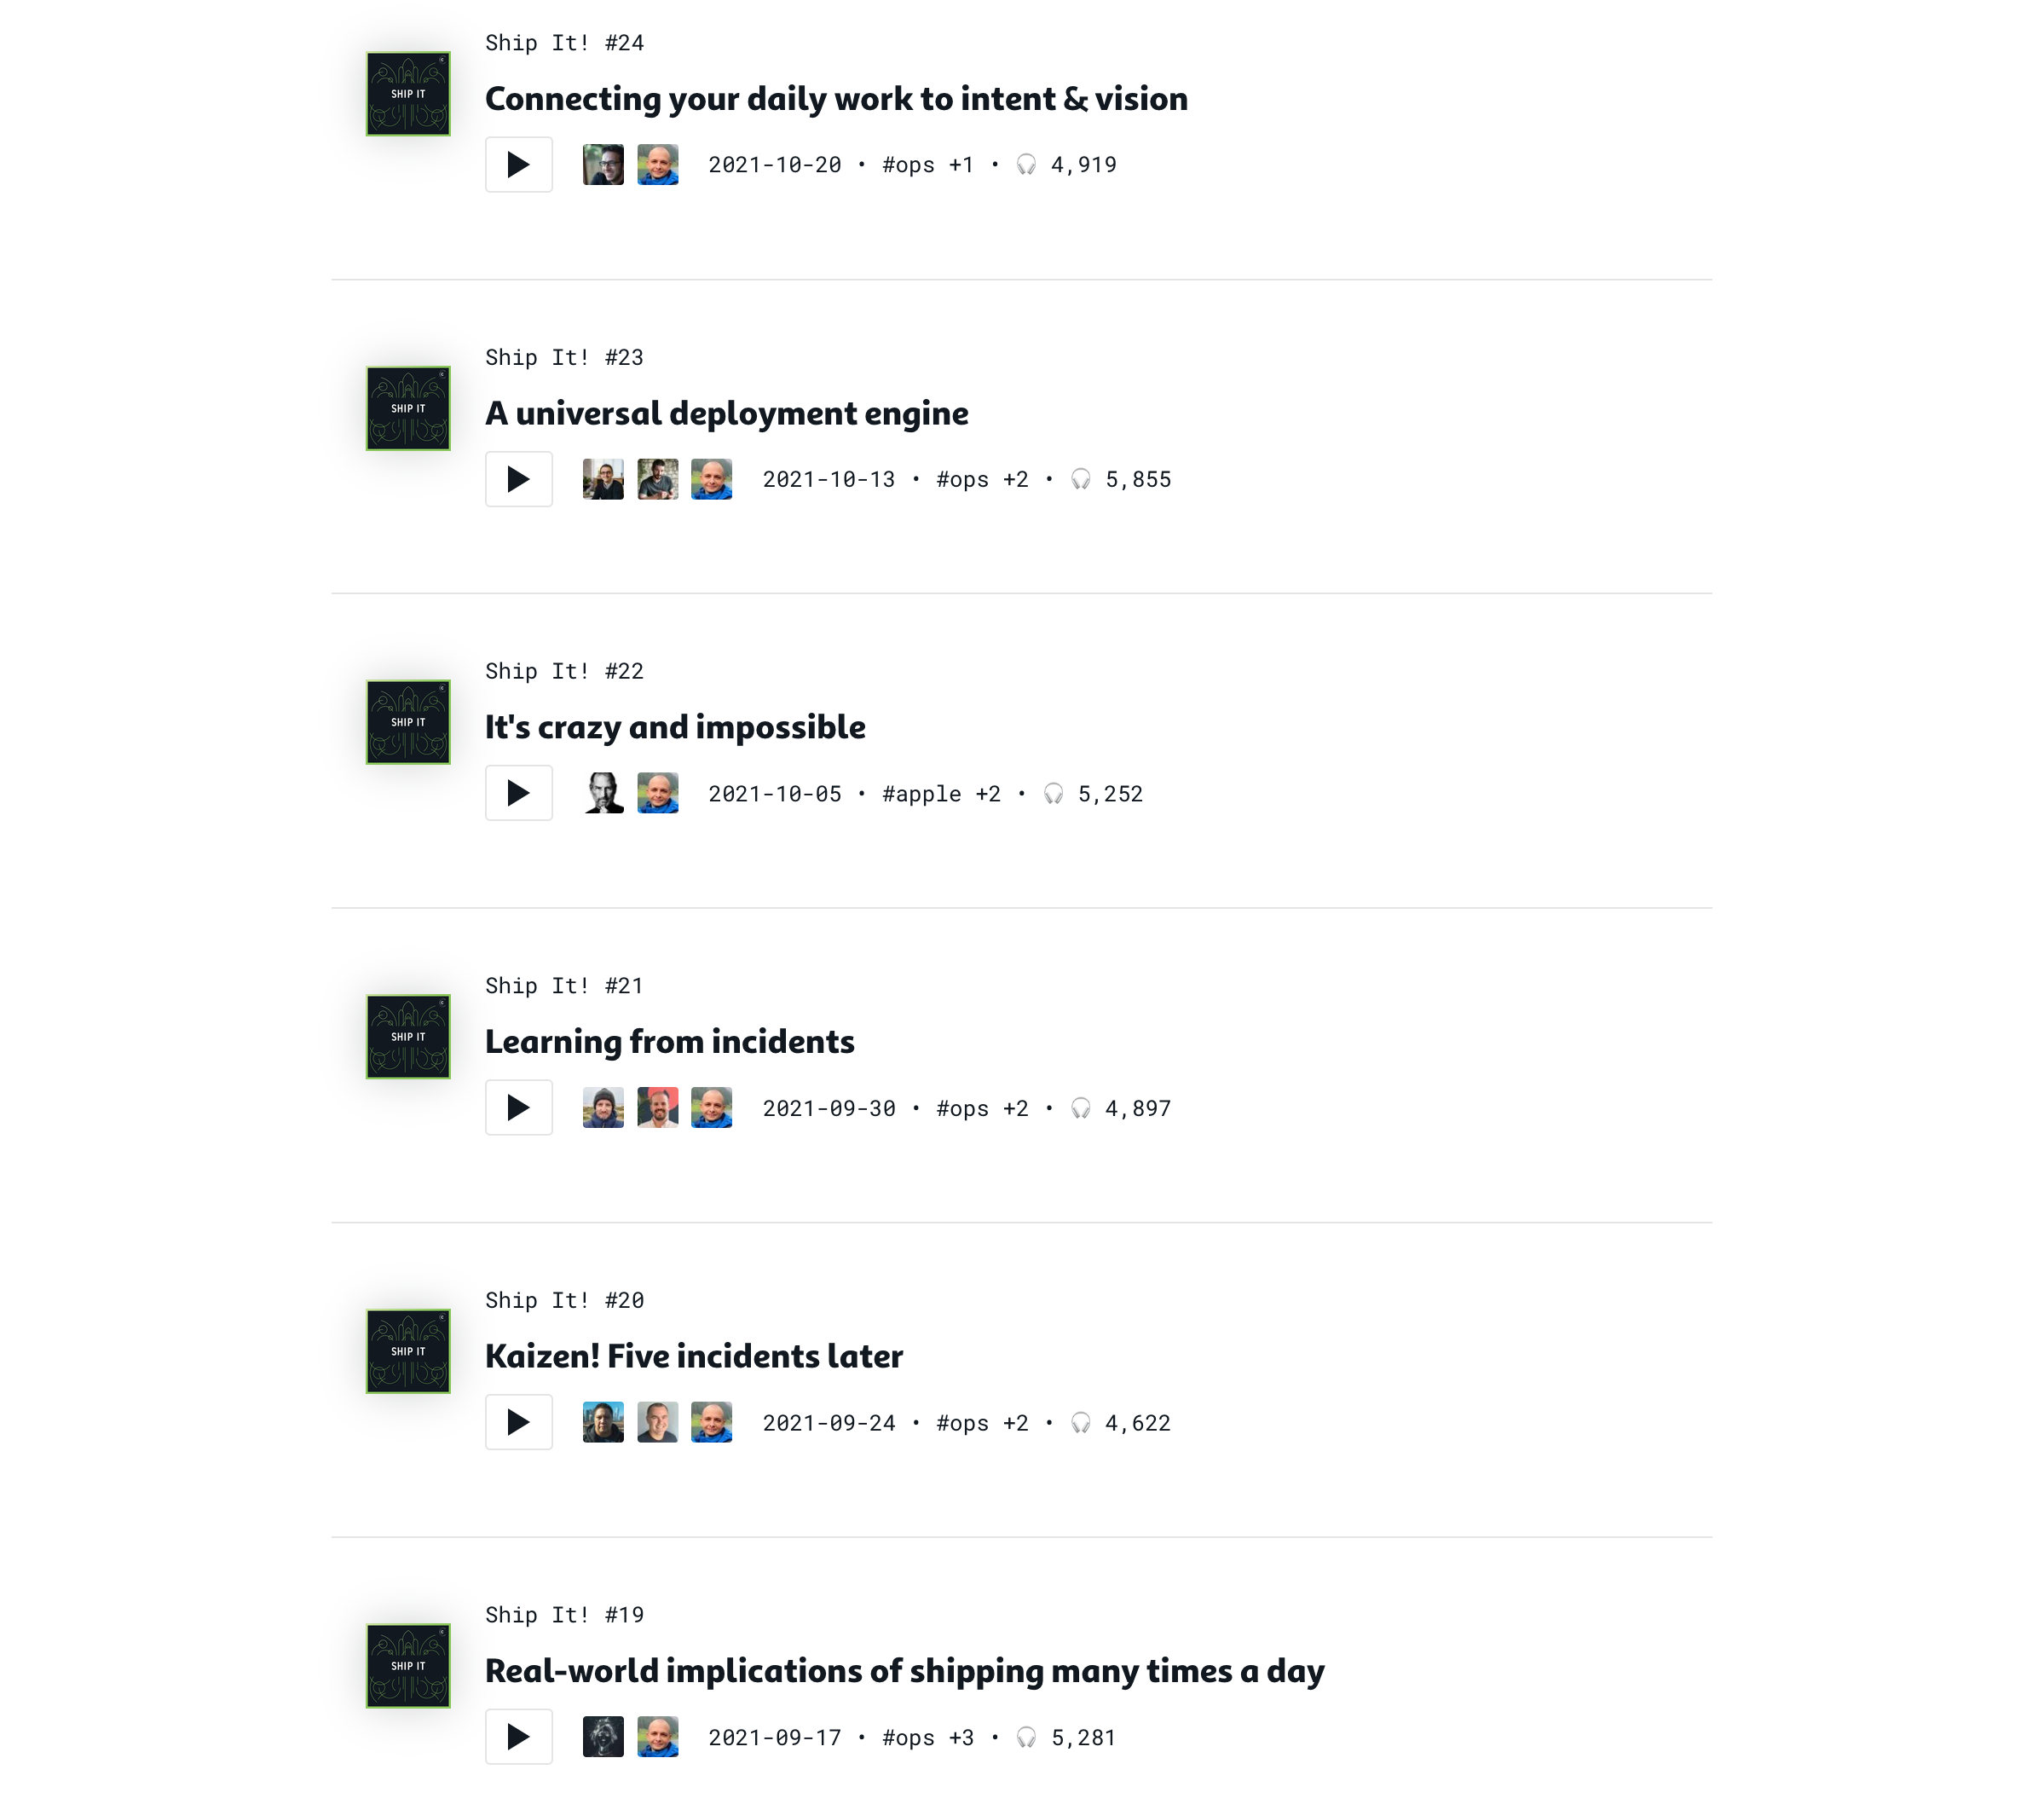 Ship It! #24
SHIP IT
Connecting your daily work to intent & vision
2021-10-20 • #ops +1 • 4,919
Ship It! #23
SHIP IT
A universal deployment engine
2021-10-13 • #ops +2 • 5,855
Ship It! #22
SHIP IT
It's crazy and impossible
2021-10-05 • #apple +2 • 5,252
Ship It! #21
SHIP IT
Learning from incidents
2021-09-30 • #ops +2 • 4,897
Ship It! #20
SHIP IT
Kaizen! Five incidents later
2021-09-24 • #ops +2 • 4,622
Ship It! #19
SHIP IT
Real-world implications of shipping many times a day
2021-09-17 • #ops +3 • 5,281